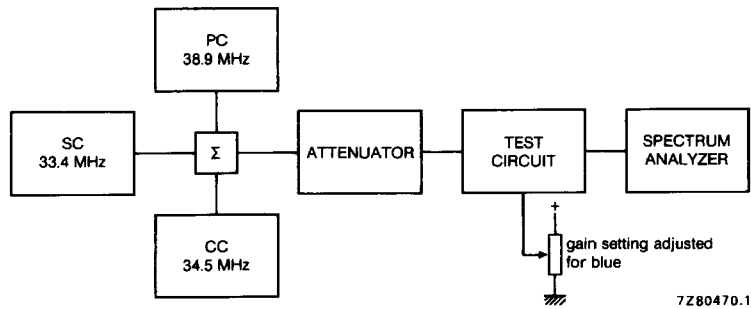 PC
38.9 MHz
SC
33.4 MHz
Σ
ATTENUATOR
TEST
CIRCUIT
SPECTRUM
ANALYZER
CC
34.5 MHz
+
gain setting adjusted
for blue
7Z80470.1